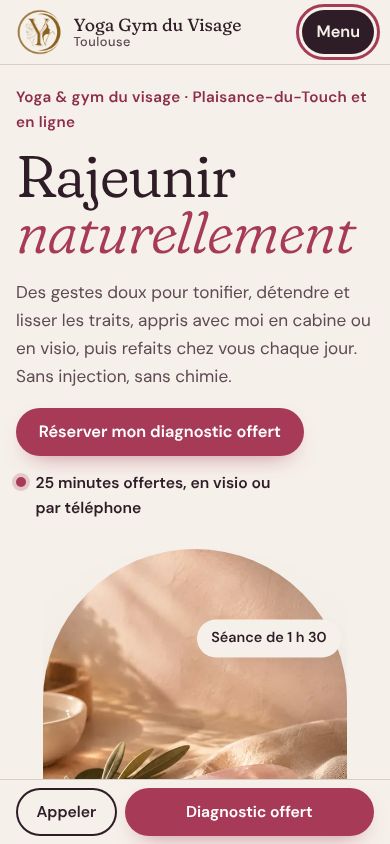 Yoga Gym du Visage
Toulouse
Menu
Yoga & gym du visage · Plaisance-du-Touch et
en ligne
Rajeunir
naturellement
Des gestes doux pour tonifier, détendre et
lisser les traits, appris avec moi en cabine ou
en visio, puis refaits chez vous chaque jour.
Sans injection, sans chimie.
Réserver mon diagnostic offert
25 minutes offertes, en visio ou
par téléphone
Séance de 1 h 30
Appeler
Diagnostic offert